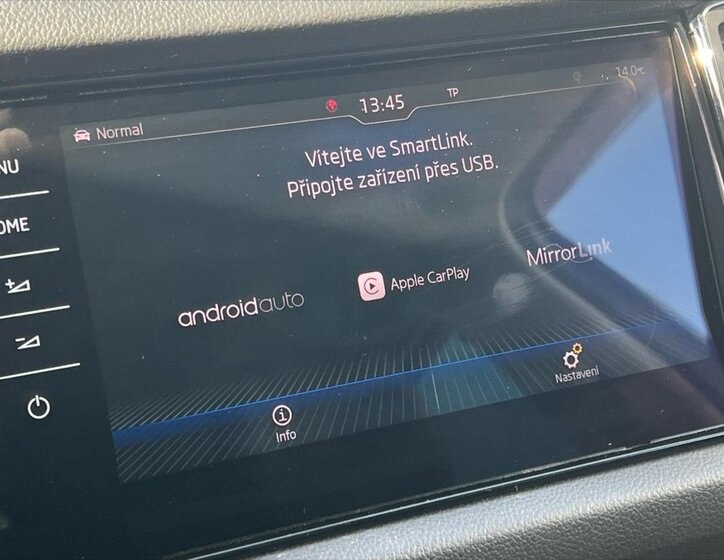 Normal
13:45
TP
14.0°C
Vítejte ve SmartLink.
Připojte zařízení přes USB.
NU
OME
androidauto
Apple CarPlay
MirrorLink
Info
Nastavení